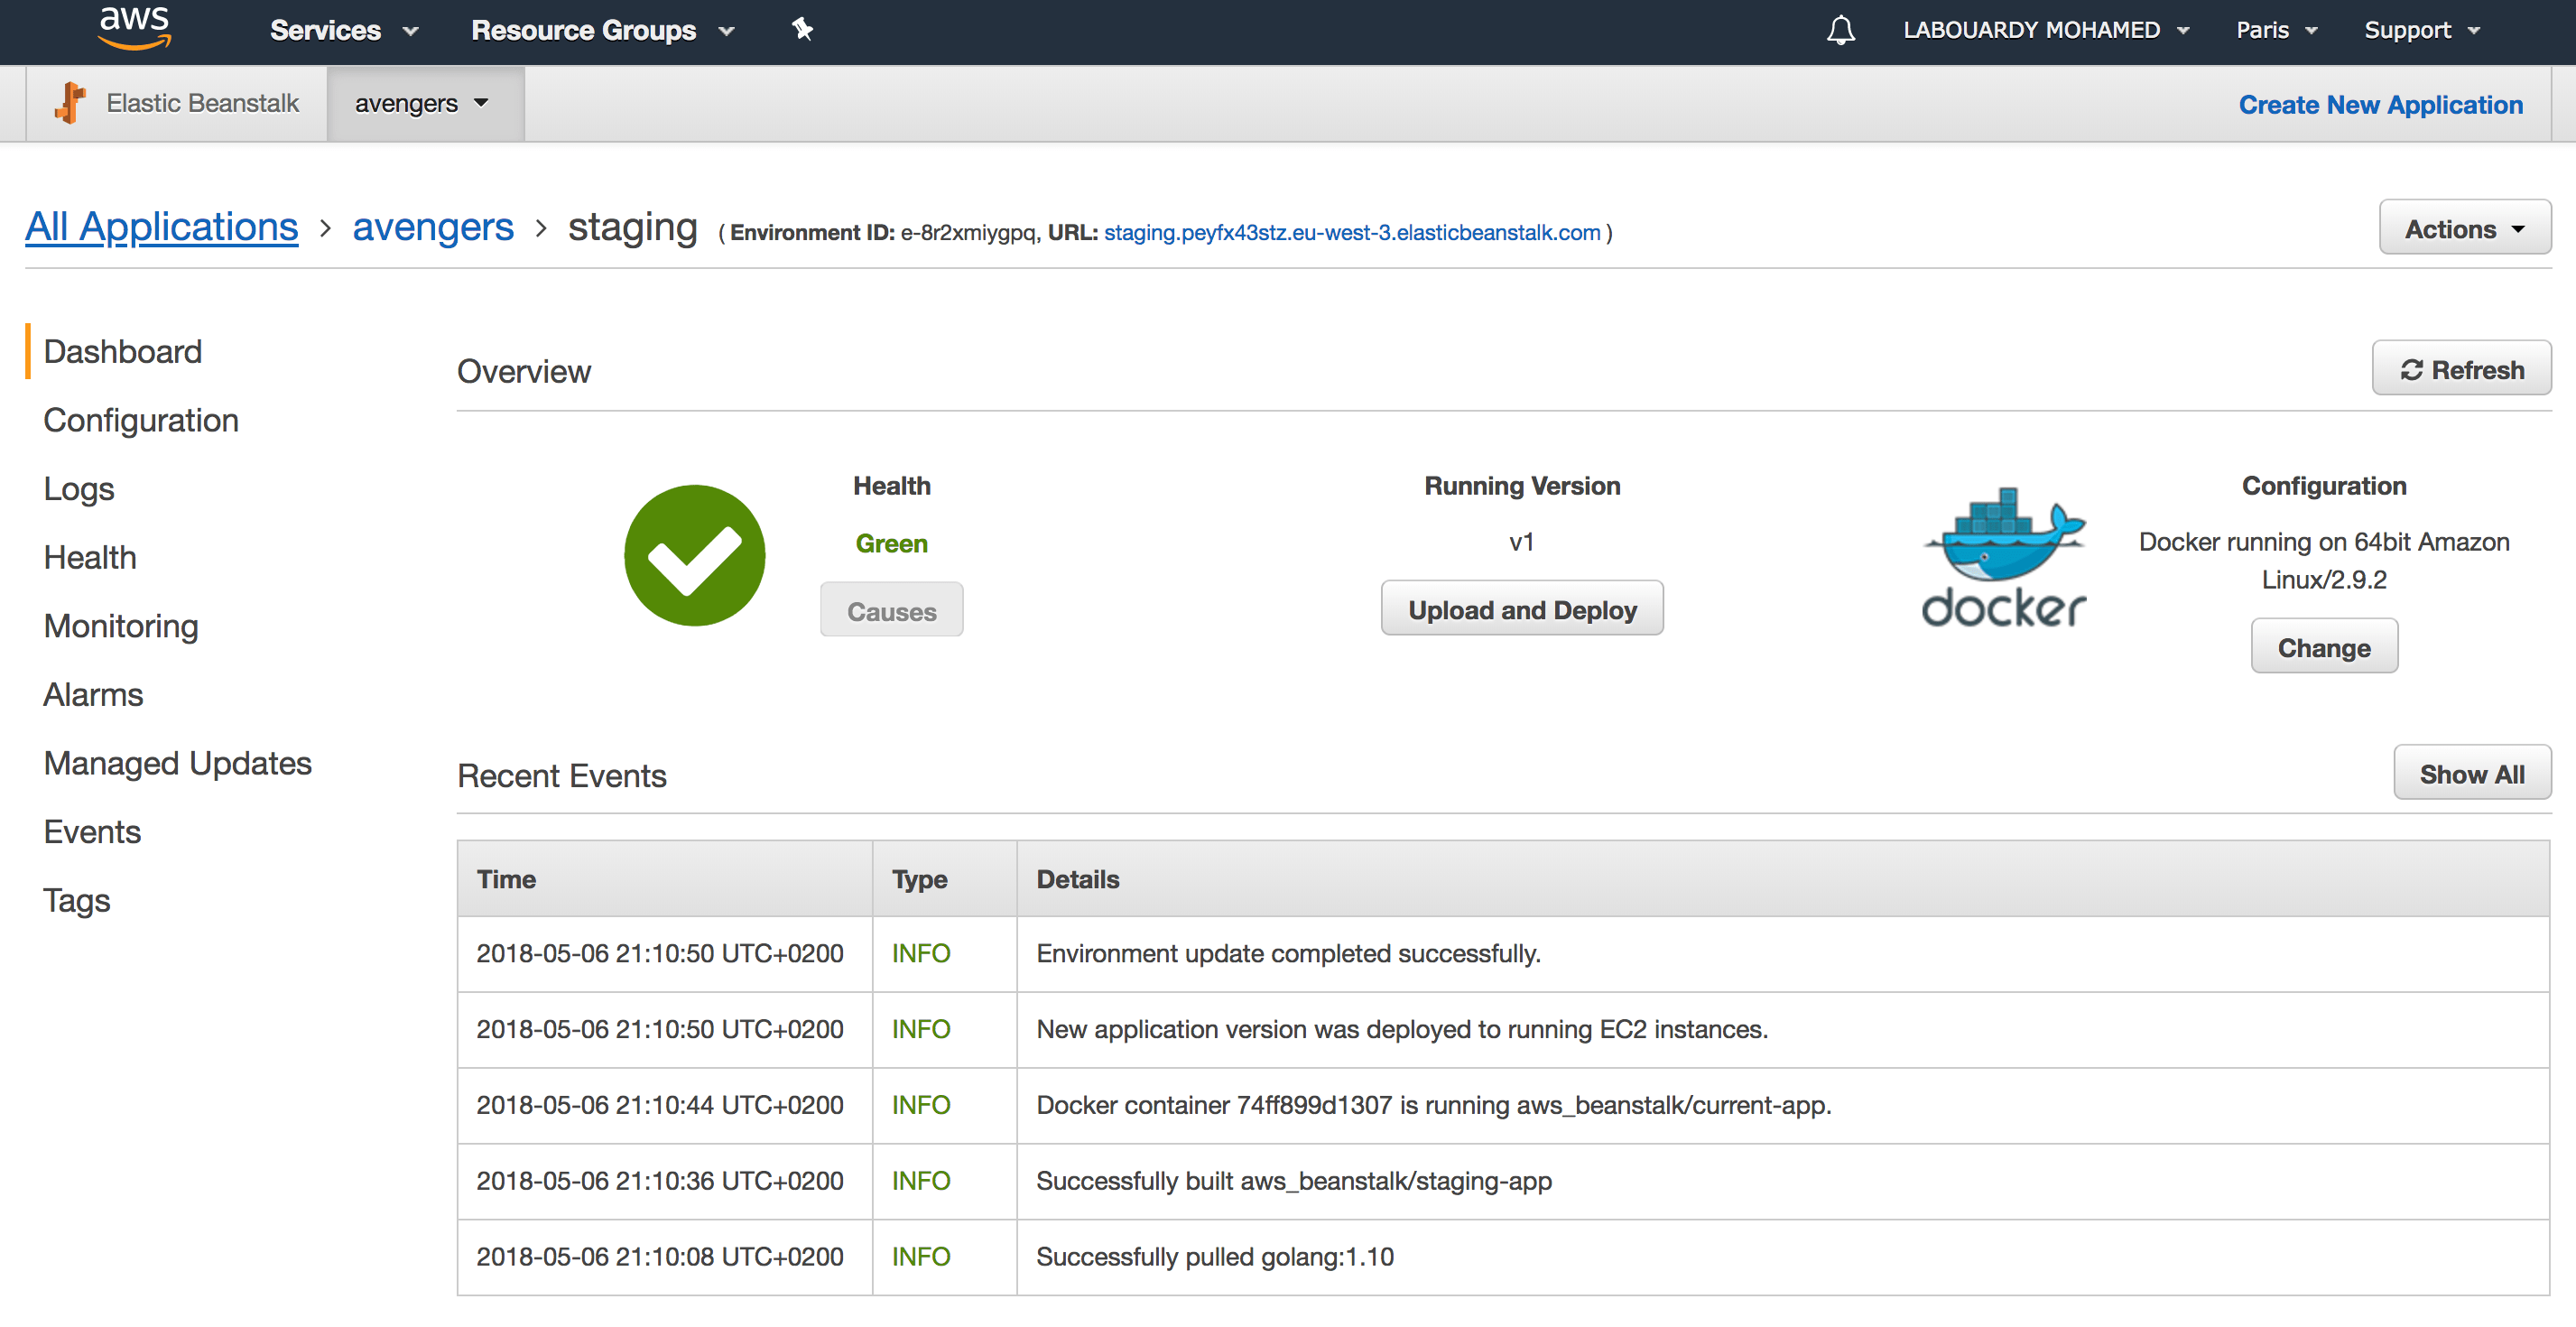 aws Services Resource Groups LABOUARDY MOHAMED Paris Support
Elastic Beanstalk avengers Create New Application
All Applications > avengers > staging ( Environment ID: e-8r2xmiygpq, URL: staging.peyfx43stz.eu-west-3.elasticbeanstalk.com ) Actions
Dashboard
Configuration
Logs
Health
Monitoring
Alarms
Managed Updates
Events
Tags
Overview Refresh
Health
Green
Causes
Running Version
v1
Upload and Deploy
docker
Configuration
Docker running on 64bit Amazon
Linux/2.9.2
Change
Recent Events Show All
Time Type Details
2018-05-06 21:10:50 UTC+0200 INFO Environment update completed successfully.
2018-05-06 21:10:50 UTC+0200 INFO New application version was deployed to running EC2 instances.
2018-05-06 21:10:44 UTC+0200 INFO Docker container 74ff899d1307 is running aws_beanstalk/current-app.
2018-05-06 21:10:36 UTC+0200 INFO Successfully built aws_beanstalk/staging-app
2018-05-06 21:10:08 UTC+0200 INFO Successfully pulled golang:1.10